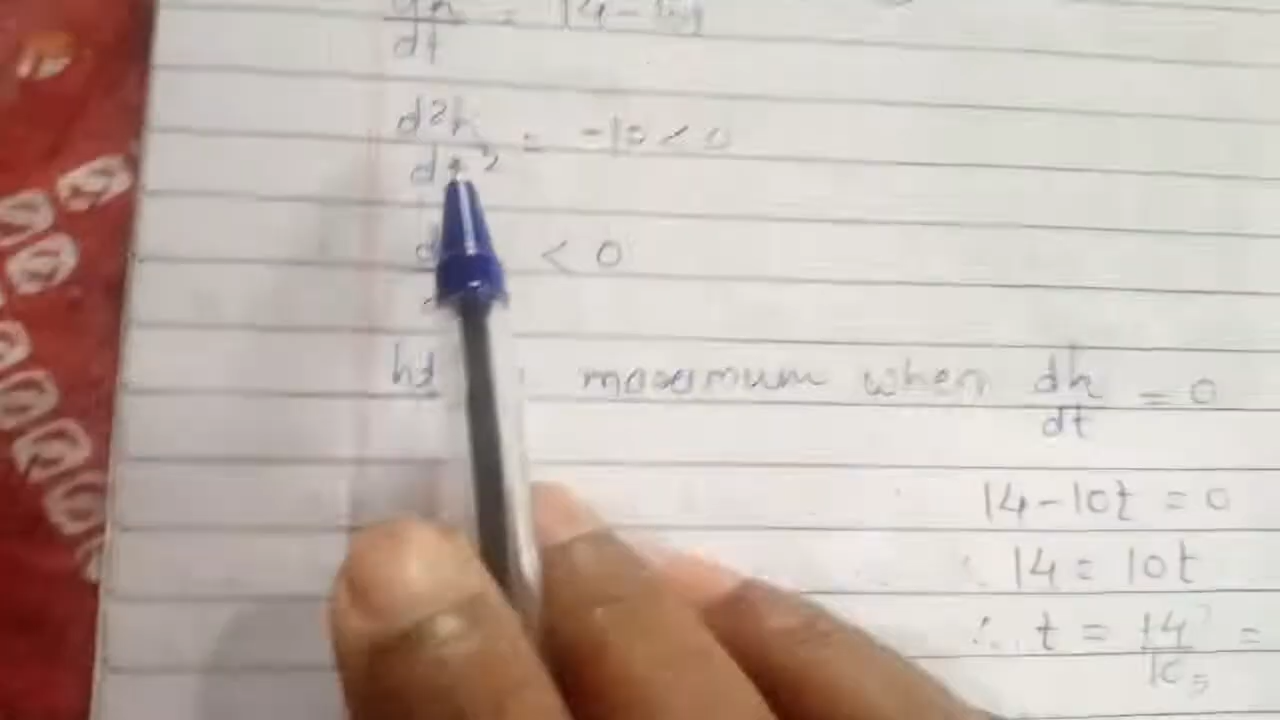 dh/dt = 14-10t
d²h/dt² = -10 < 0
< 0
maximum when dh/dt = 0
14-10t = 0
14 = 10t
∴ t = 14/10 =